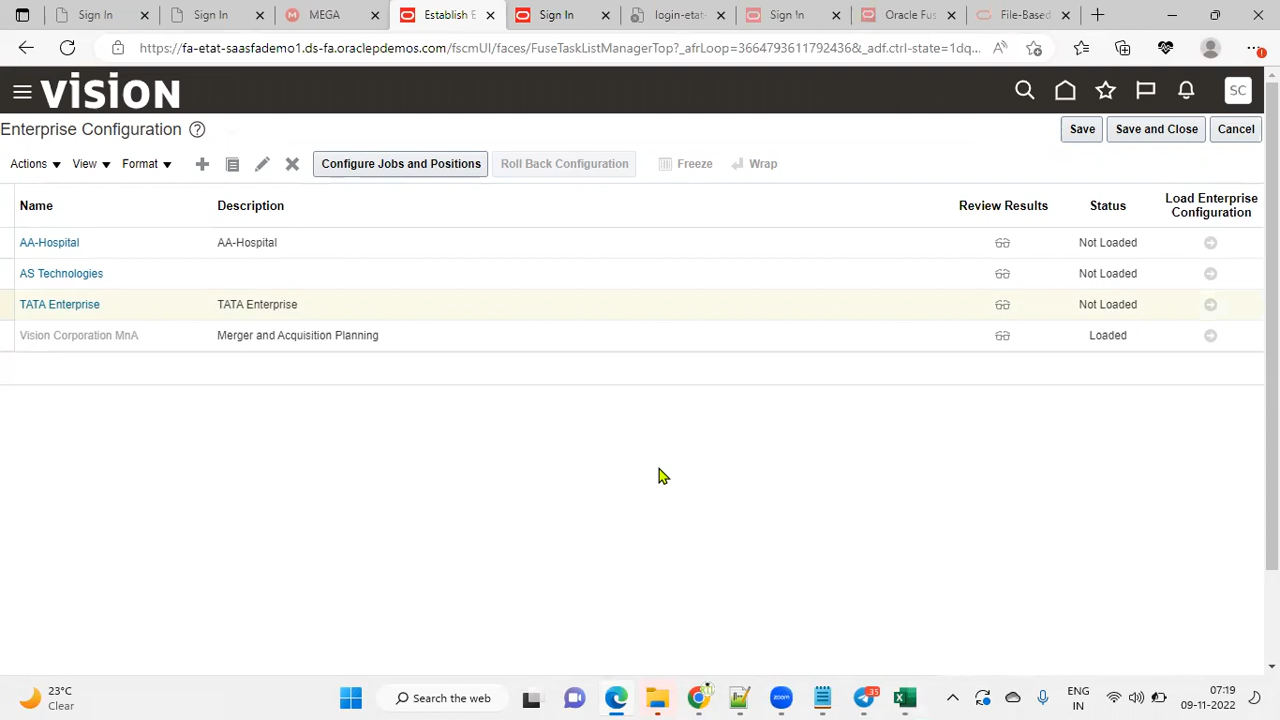 Sign In
Sign In
MEGA
Establish E
Sign In
login-etat-
Sign In
Oracle Fus
File-Based
https://fa-etat-saasfademo1.ds-fa.oraclepdemos.com/fscmUI/faces/FuseTaskListManagerTop?_afrLoop=3664793611792436&_adf.ctrl-state=1dq...
VISION
SC
Enterprise Configuration
Save
Save and Close
Cancel
Actions
View
Format
Configure Jobs and Positions
Roll Back Configuration
Freeze
Wrap
Name
Description
Review Results
Status
Load Enterprise
Configuration
AA-Hospital
AA-Hospital
Not Loaded
AS Technologies
Not Loaded
TATA Enterprise
TATA Enterprise
Not Loaded
Vision Corporation MnA
Merger and Acquisition Planning
Loaded
23°C
Clear
Search the web
zoom
35
ENG
IN
07:19
09-11-2022